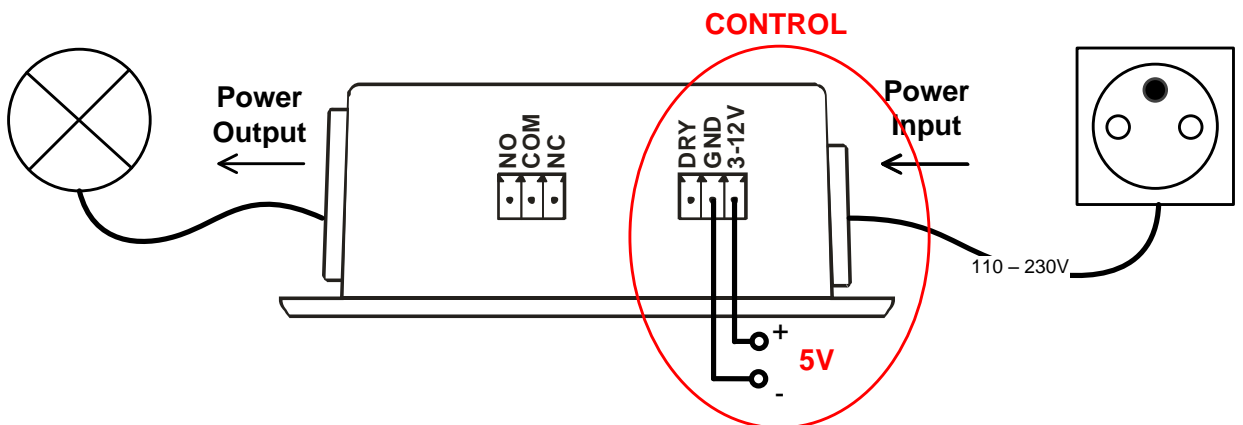 CONTROL
Power
Output
NO
COM
NC
DRY
GND
3-12V
Power
Input
110 – 230V
+
5V
-